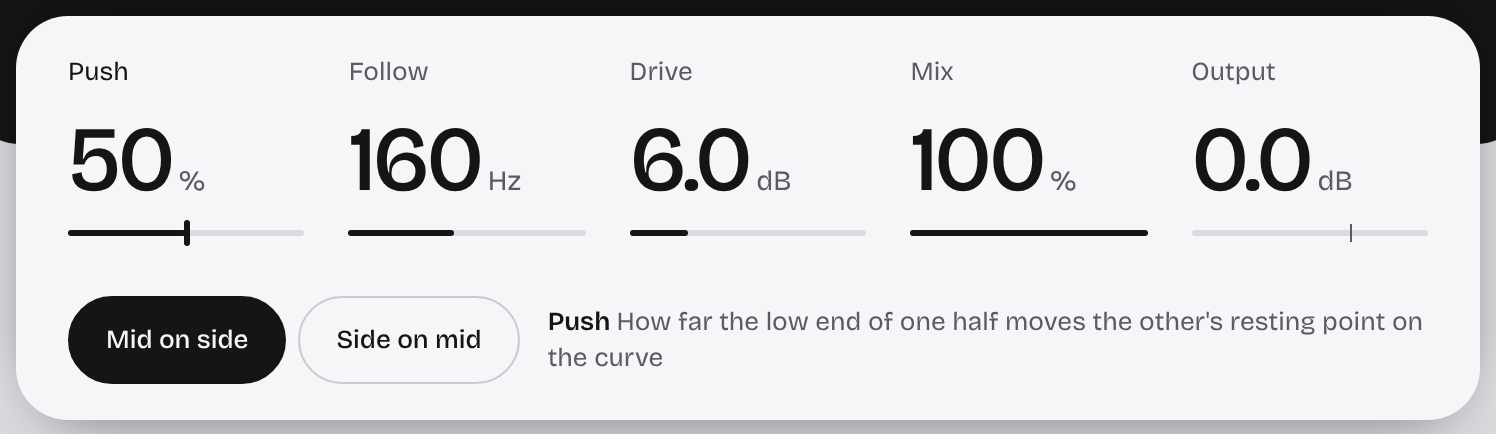 Push Follow Drive Mix Output
50 % 160 Hz 6.0 dB 100 % 0.0 dB
Mid on side Side on mid
Push How far the low end of one half moves the other's resting point on
the curve